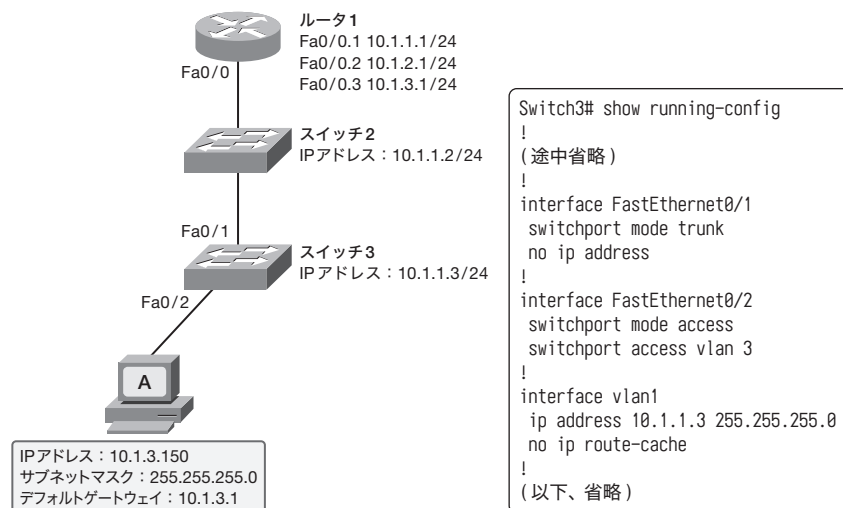 ルータ1
Fa0/0.1 10.1.1.1/24
Fa0/0.2 10.1.2.1/24
Fa0/0.3 10.1.3.1/24
Fa0/0
スイッチ2
IPアドレス：10.1.1.2/24
Fa0/1
スイッチ3
IPアドレス：10.1.1.3/24
Fa0/2
A
IPアドレス：10.1.3.150
サブネットマスク：255.255.255.0
デフォルトゲートウェイ：10.1.3.1
Switch3# show running-config
!
(途中省略)
!
interface FastEthernet0/1
switchport mode trunk
no ip address
!
interface FastEthernet0/2
switchport mode access
switchport access vlan 3
!
interface vlan1
ip address 10.1.1.3 255.255.255.0
no ip route-cache
!
(以下、省略)